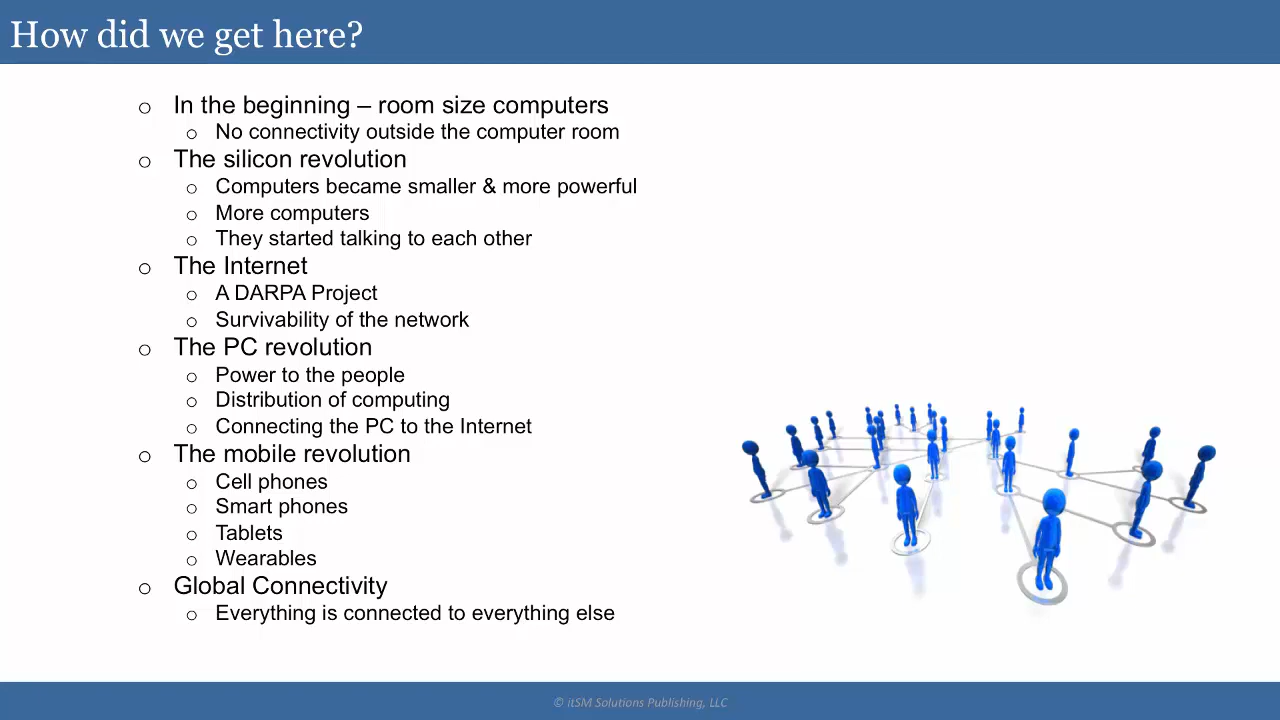 How did we get here?
o In the beginning – room size computers
o No connectivity outside the computer room
o The silicon revolution
o Computers became smaller & more powerful
o More computers
o They started talking to each other
o The Internet
o A DARPA Project
o Survivability of the network
o The PC revolution
o Power to the people
o Distribution of computing
o Connecting the PC to the Internet
o The mobile revolution
o Cell phones
o Smart phones
o Tablets
o Wearables
o Global Connectivity
o Everything is connected to everything else
© itSM Solutions Publishing, LLC